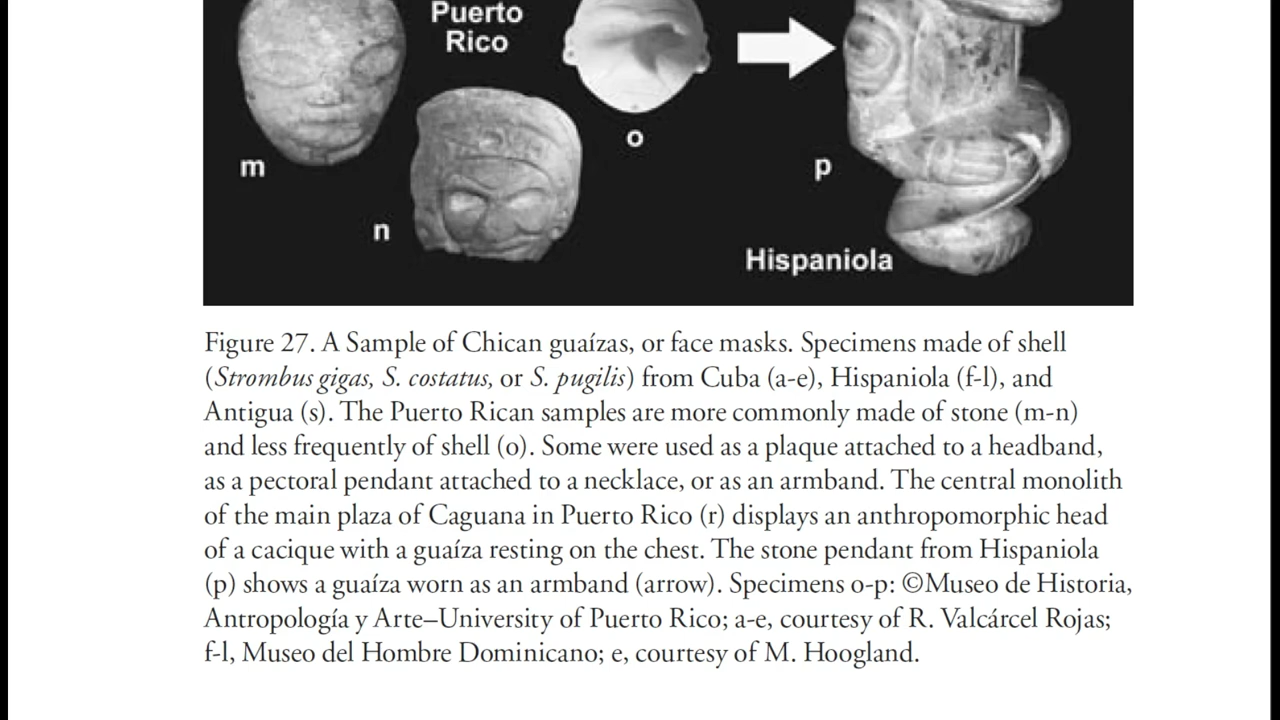 Puerto
Rico
o
m
p
n
Hispaniola
Figure 27. A Sample of Chican guaízas, or face masks. Specimens made of shell
(Strombus gigas, S. costatus, or S. pugilis) from Cuba (a-e), Hispaniola (f-l), and
Antigua (s). The Puerto Rican samples are more commonly made of stone (m-n)
and less frequently of shell (o). Some were used as a plaque attached to a headband,
as a pectoral pendant attached to a necklace, or as an armband. The central monolith
of the main plaza of Caguana in Puerto Rico (r) displays an anthropomorphic head
of a cacique with a guaíza resting on the chest. The stone pendant from Hispaniola
(p) shows a guaíza worn as an armband (arrow). Specimens o-p: ©Museo de Historia,
Antropología y Arte–University of Puerto Rico; a-e, courtesy of R. Valcárcel Rojas;
f-l, Museo del Hombre Dominicano; e, courtesy of M. Hoogland.